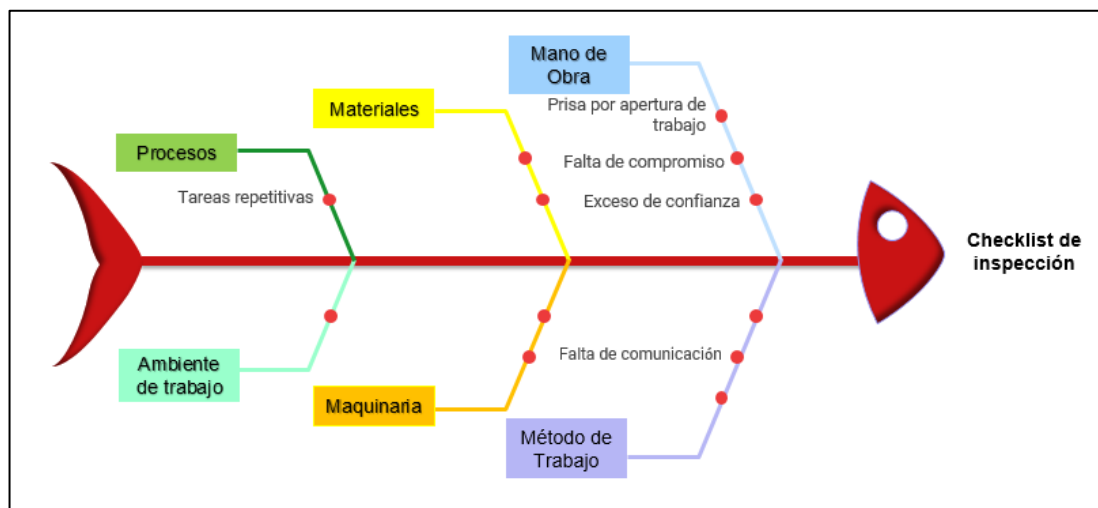 Mano de
Obra
Prisa por apertura de
trabajo
Materiales
Falta de compromiso
Procesos
Tareas repetitivas
Exceso de confianza
Checklist de
inspección
Ambiente
de trabajo
Falta de comunicación
Maquinaria
Método de
Trabajo